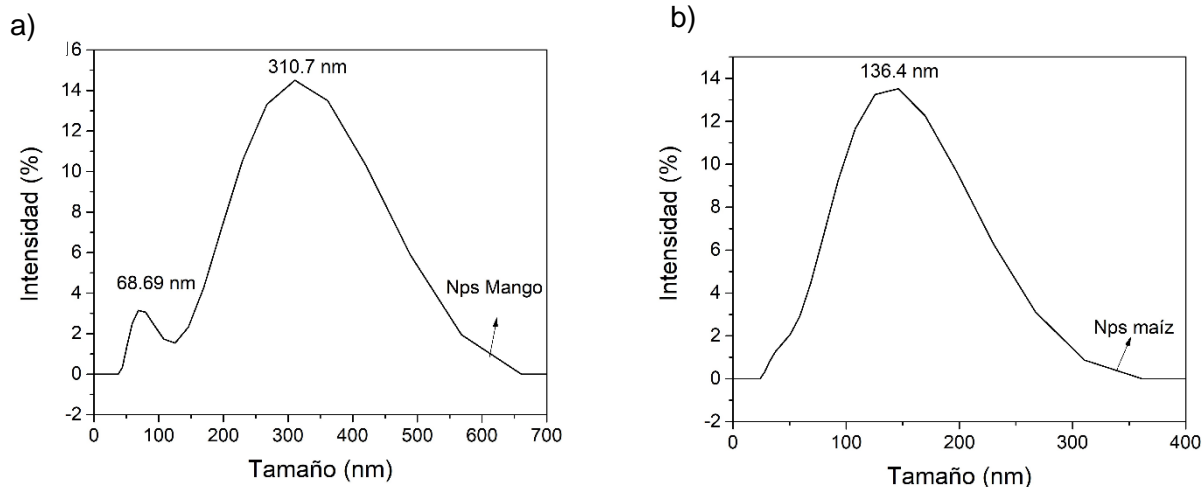 a)
310.7 nm
68.69 nm
Nps Mango
Intensidad (%)
16
14
12
10
8
6
4
2
0
-2
0 100 200 300 400 500 600 700
Tamaño (nm)
b)
136.4 nm
Nps maíz
Intensidad (%)
14
12
10
8
6
4
2
0
-2
0 100 200 300 400
Tamaño (nm)